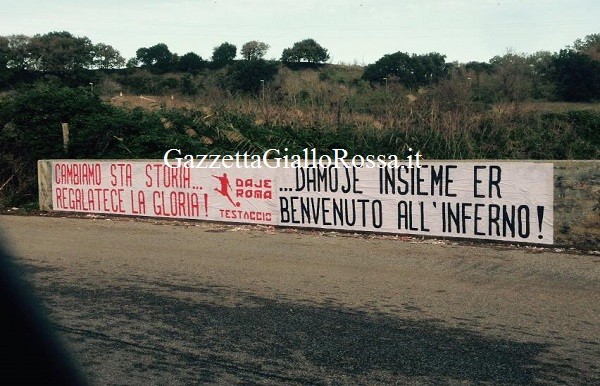 GazzettaGialloRossa.it
CAMBIAMO STA STORIA...
REGALATECE LA GLORIA!
DAJE
ROMA
TESTACCIO
...DAMOJE INSIEME ER
BENVENUTO ALL'INFERNO!